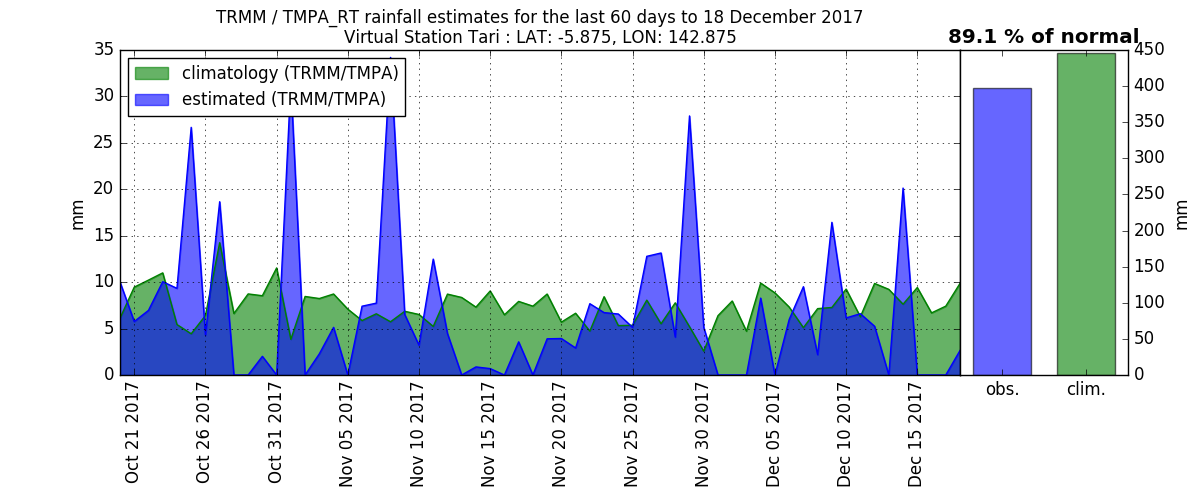 TRMM / TMPA_RT rainfall estimates for the last 60 days to 18 December 2017
Virtual Station Tari : LAT: -5.875, LON: 142.875
89.1 % of normal
climatology (TRMM/TMPA)
estimated (TRMM/TMPA)
35
30
25
20
15
10
5
0
mm
Oct 21 2017
Oct 26 2017
Oct 31 2017
Nov 05 2017
Nov 10 2017
Nov 15 2017
Nov 20 2017
Nov 25 2017
Nov 30 2017
Dec 05 2017
Dec 10 2017
Dec 15 2017
obs.
clim.
450
400
350
300
250
200
150
100
50
0
mm